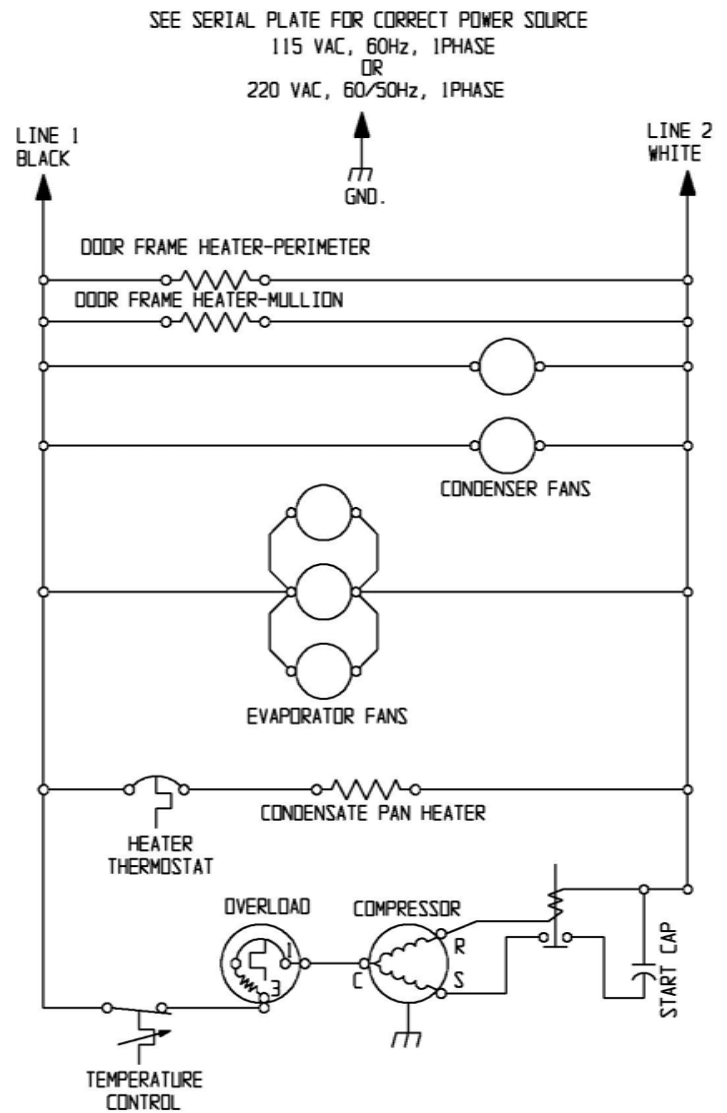 SEE SERIAL PLATE FOR CORRECT POWER SOURCE
115 VAC, 60Hz, 1PHASE
OR
220 VAC, 60/50Hz, 1PHASE
LINE 1
BLACK
LINE 2
WHITE
GND.
DOOR FRAME HEATER-PERIMETER
DOOR FRAME HEATER-MULLION
CONDENSER FANS
EVAPORATOR FANS
CONDENSATE PAN HEATER
HEATER
THERMOSTAT
OVERLOAD
COMPRESSOR
1
3
C
R
S
START CAP
TEMPERATURE
CONTROL